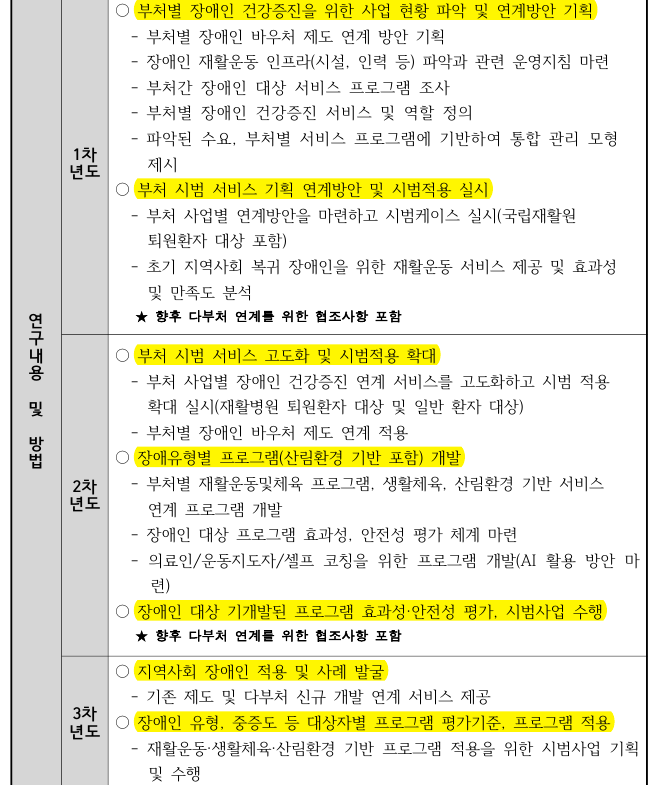 연구내용 및 방법
1차
년도
○ 부처별 장애인 건강증진을 위한 사업 현황 파악 및 연계방안 기획
- 부처별 장애인 바우처 제도 연계 방안 기획
- 장애인 재활운동 인프라(시설, 인력 등) 파악과 관련 운영지침 마련
- 부처간 장애인 대상 서비스 프로그램 조사
- 부처별 장애인 건강증진 서비스 및 역할 정의
- 파악된 수요, 부처별 서비스 프로그램에 기반하여 통합 관리 모형
제시
○ 부처 시범 서비스 기획 연계방안 및 시범적용 실시
- 부처 사업별 연계방안을 마련하고 시범케이스 실시(국립재활원
퇴원환자 대상 포함)
- 초기 지역사회 복귀 장애인을 위한 재활운동 서비스 제공 및 효과성
및 만족도 분석
★ 향후 다부처 연계를 위한 협조사항 포함
2차
년도
○ 부처 시범 서비스 고도화 및 시범적용 확대
- 부처 사업별 장애인 건강증진 연계 서비스를 고도화하고 시범 적용
확대 실시(재활병원 퇴원환자 대상 및 일반 환자 대상)
- 부처별 장애인 바우처 제도 연계 적용
○ 장애유형별 프로그램(산림환경 기반 포함) 개발
- 부처별 재활운동및체육 프로그램, 생활체육, 산림환경 기반 서비스
연계 프로그램 개발
- 장애인 대상 프로그램 효과성, 안전성 평가 체계 마련
- 의료인/운동지도자/셀프 코칭을 위한 프로그램 개발(AI 활용 방안 마
련)
○ 장애인 대상 기개발된 프로그램 효과성·안전성 평가, 시범사업 수행
★ 향후 다부처 연계를 위한 협조사항 포함
3차
년도
○ 지역사회 장애인 적용 및 사례 발굴
- 기존 제도 및 다부처 신규 개발 연계 서비스 제공
○ 장애인 유형, 중증도 등 대상자별 프로그램 평가기준, 프로그램 적용
- 재활운동·생활체육·산림환경 기반 프로그램 적용을 위한 시범사업 기획
및 수행